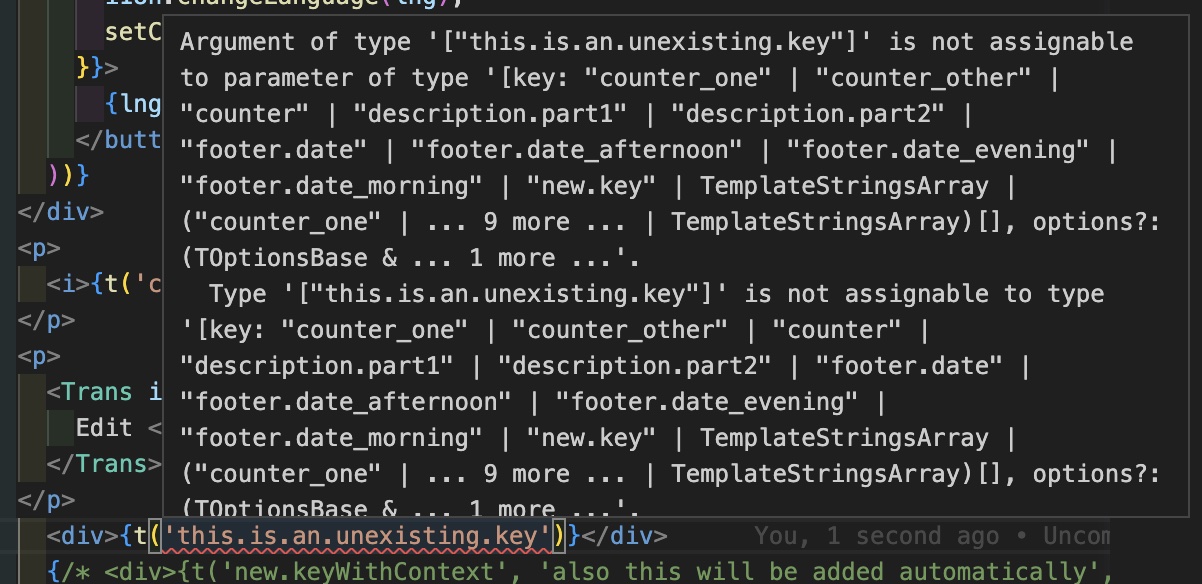 lng);
setC
}}>
{lng
</butt
))}
</div>
<p>
<i>{t('c
</p>
<p>
<Trans i
Edit <
</Trans>
</p>
Argument of type '["this.is.an.unexisting.key"]' is not assignable
to parameter of type '[key: "counter_one" | "counter_other" |
"counter" | "description.part1" | "description.part2" |
"footer.date" | "footer.date_afternoon" | "footer.date_evening" |
"footer.date_morning" | "new.key" | TemplateStringsArray |
("counter_one" | ... 9 more ... | TemplateStringsArray)[], options?:
(TOptionsBase & ... 1 more ...'.
Type '["this.is.an.unexisting.key"]' is not assignable to type
'[key: "counter_one" | "counter_other" | "counter" |
"description.part1" | "description.part2" | "footer.date" |
"footer.date_afternoon" | "footer.date_evening" |
"footer.date_morning" | "new.key" | TemplateStringsArray |
("counter_one" | ... 9 more ... | TemplateStringsArray)[], options?:
(TOptionsBase & ... 1 more ...'.
<div>{t('this.is.an.unexisting.key')}</div> You, 1 second ago • Uncom
{/* <div>{t('new.keyWithContext', 'also this will be added automatically'